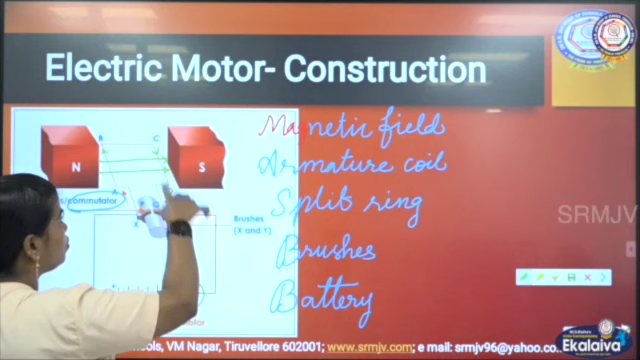 Electric Motor- Construction
B C
N S
Magnetic field
Armature coil
Split ring
Brushes
Battery
s/commutator
X
Brushes
(X and Y)
SRMJV
ools, VM Nagar, Tiruvellore 602001; www.srmjv.com; e mail: srmjv96@yahoo.co
Ekalaiva